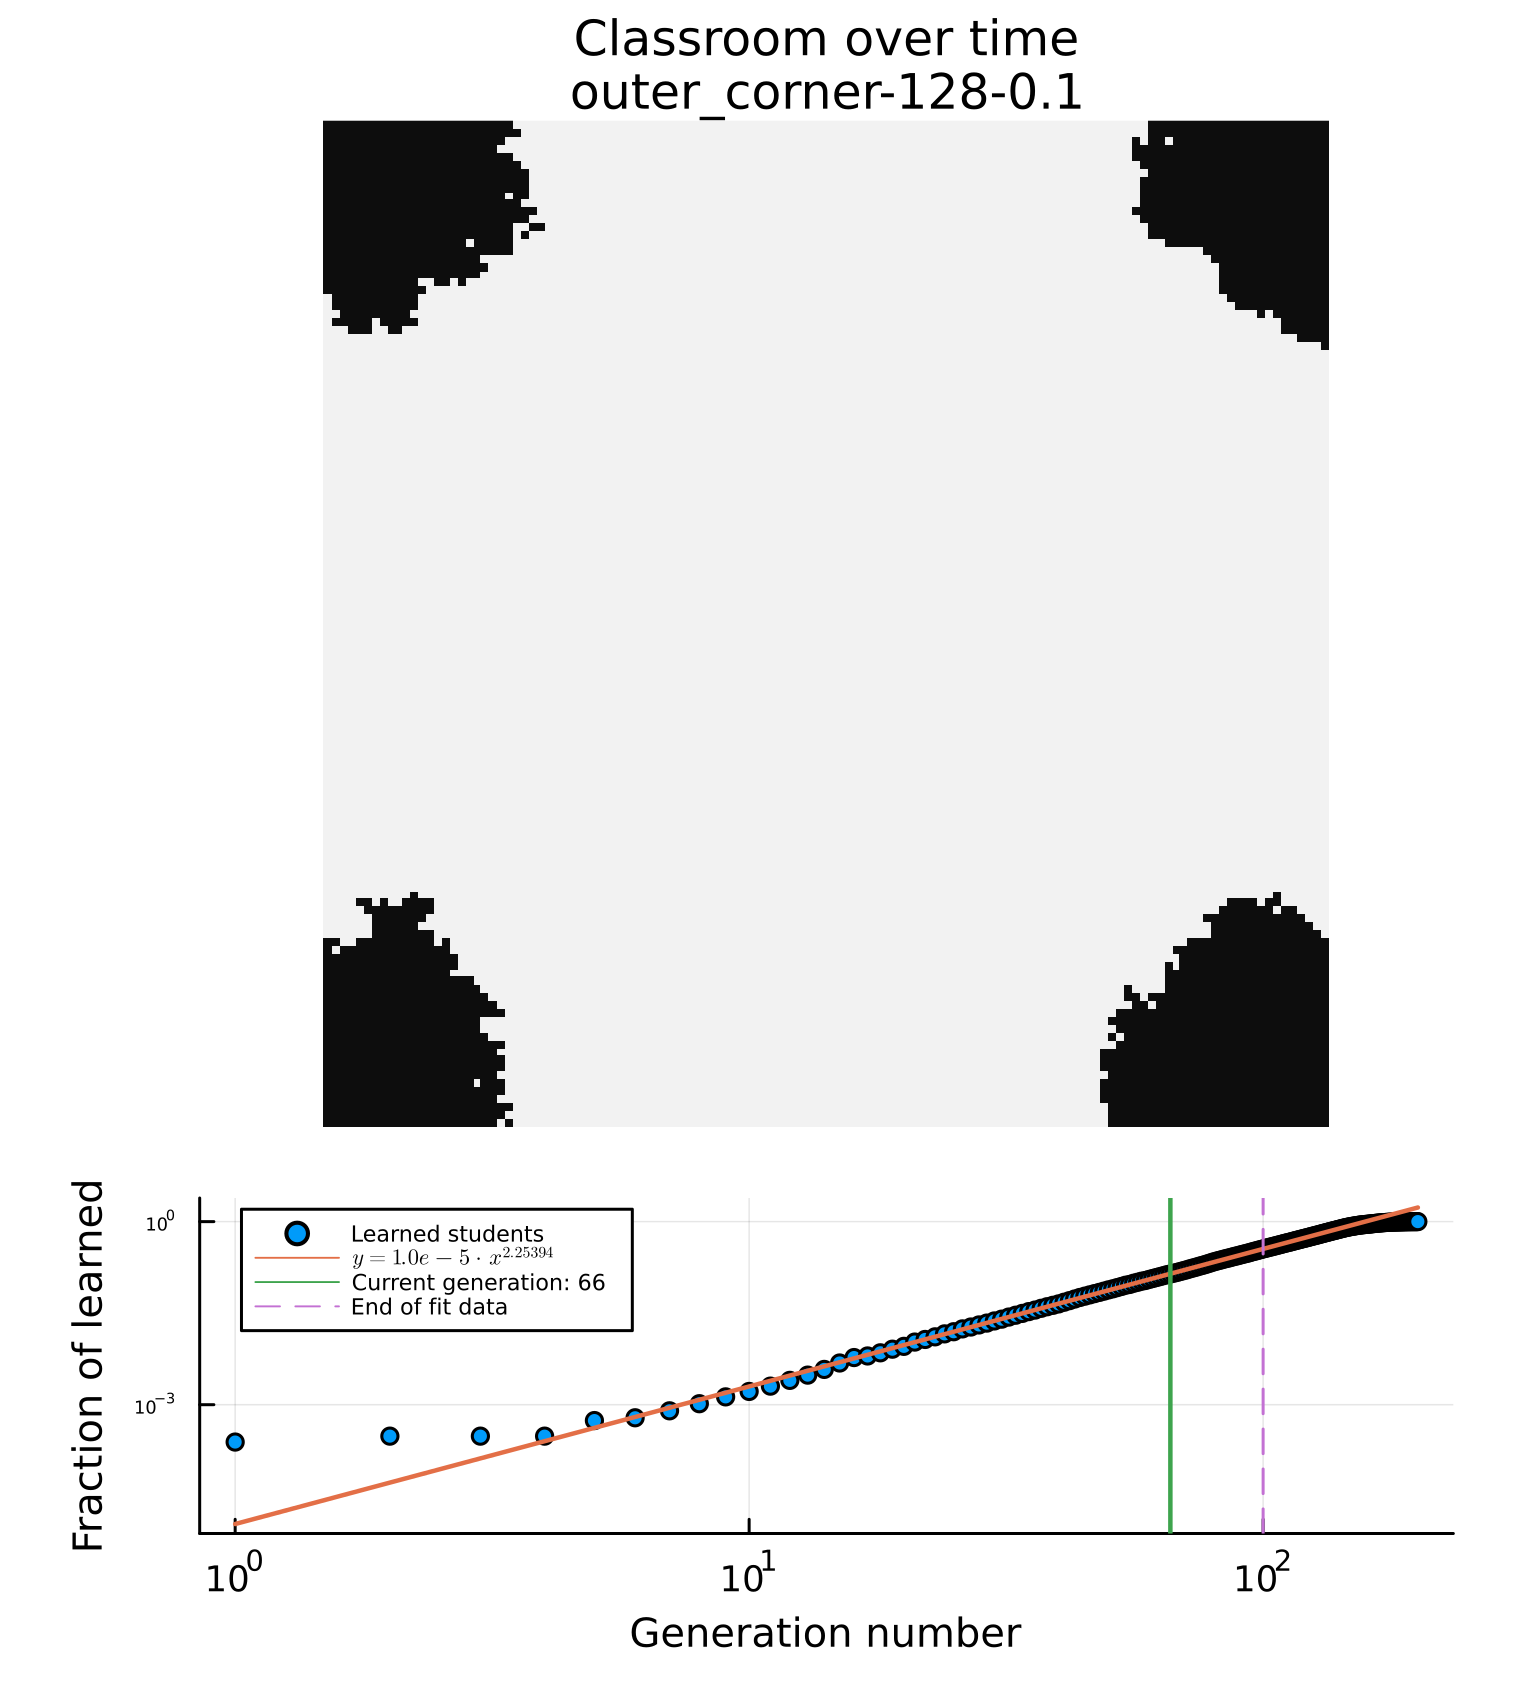 Classroom over time
outer_corner-128-0.1
Fraction of learned
10^0
10^−3
Learned students
y = 1.0e − 5 · x^2.25394
Current generation: 66
End of fit data
10^0
10^1
10^2
Generation number